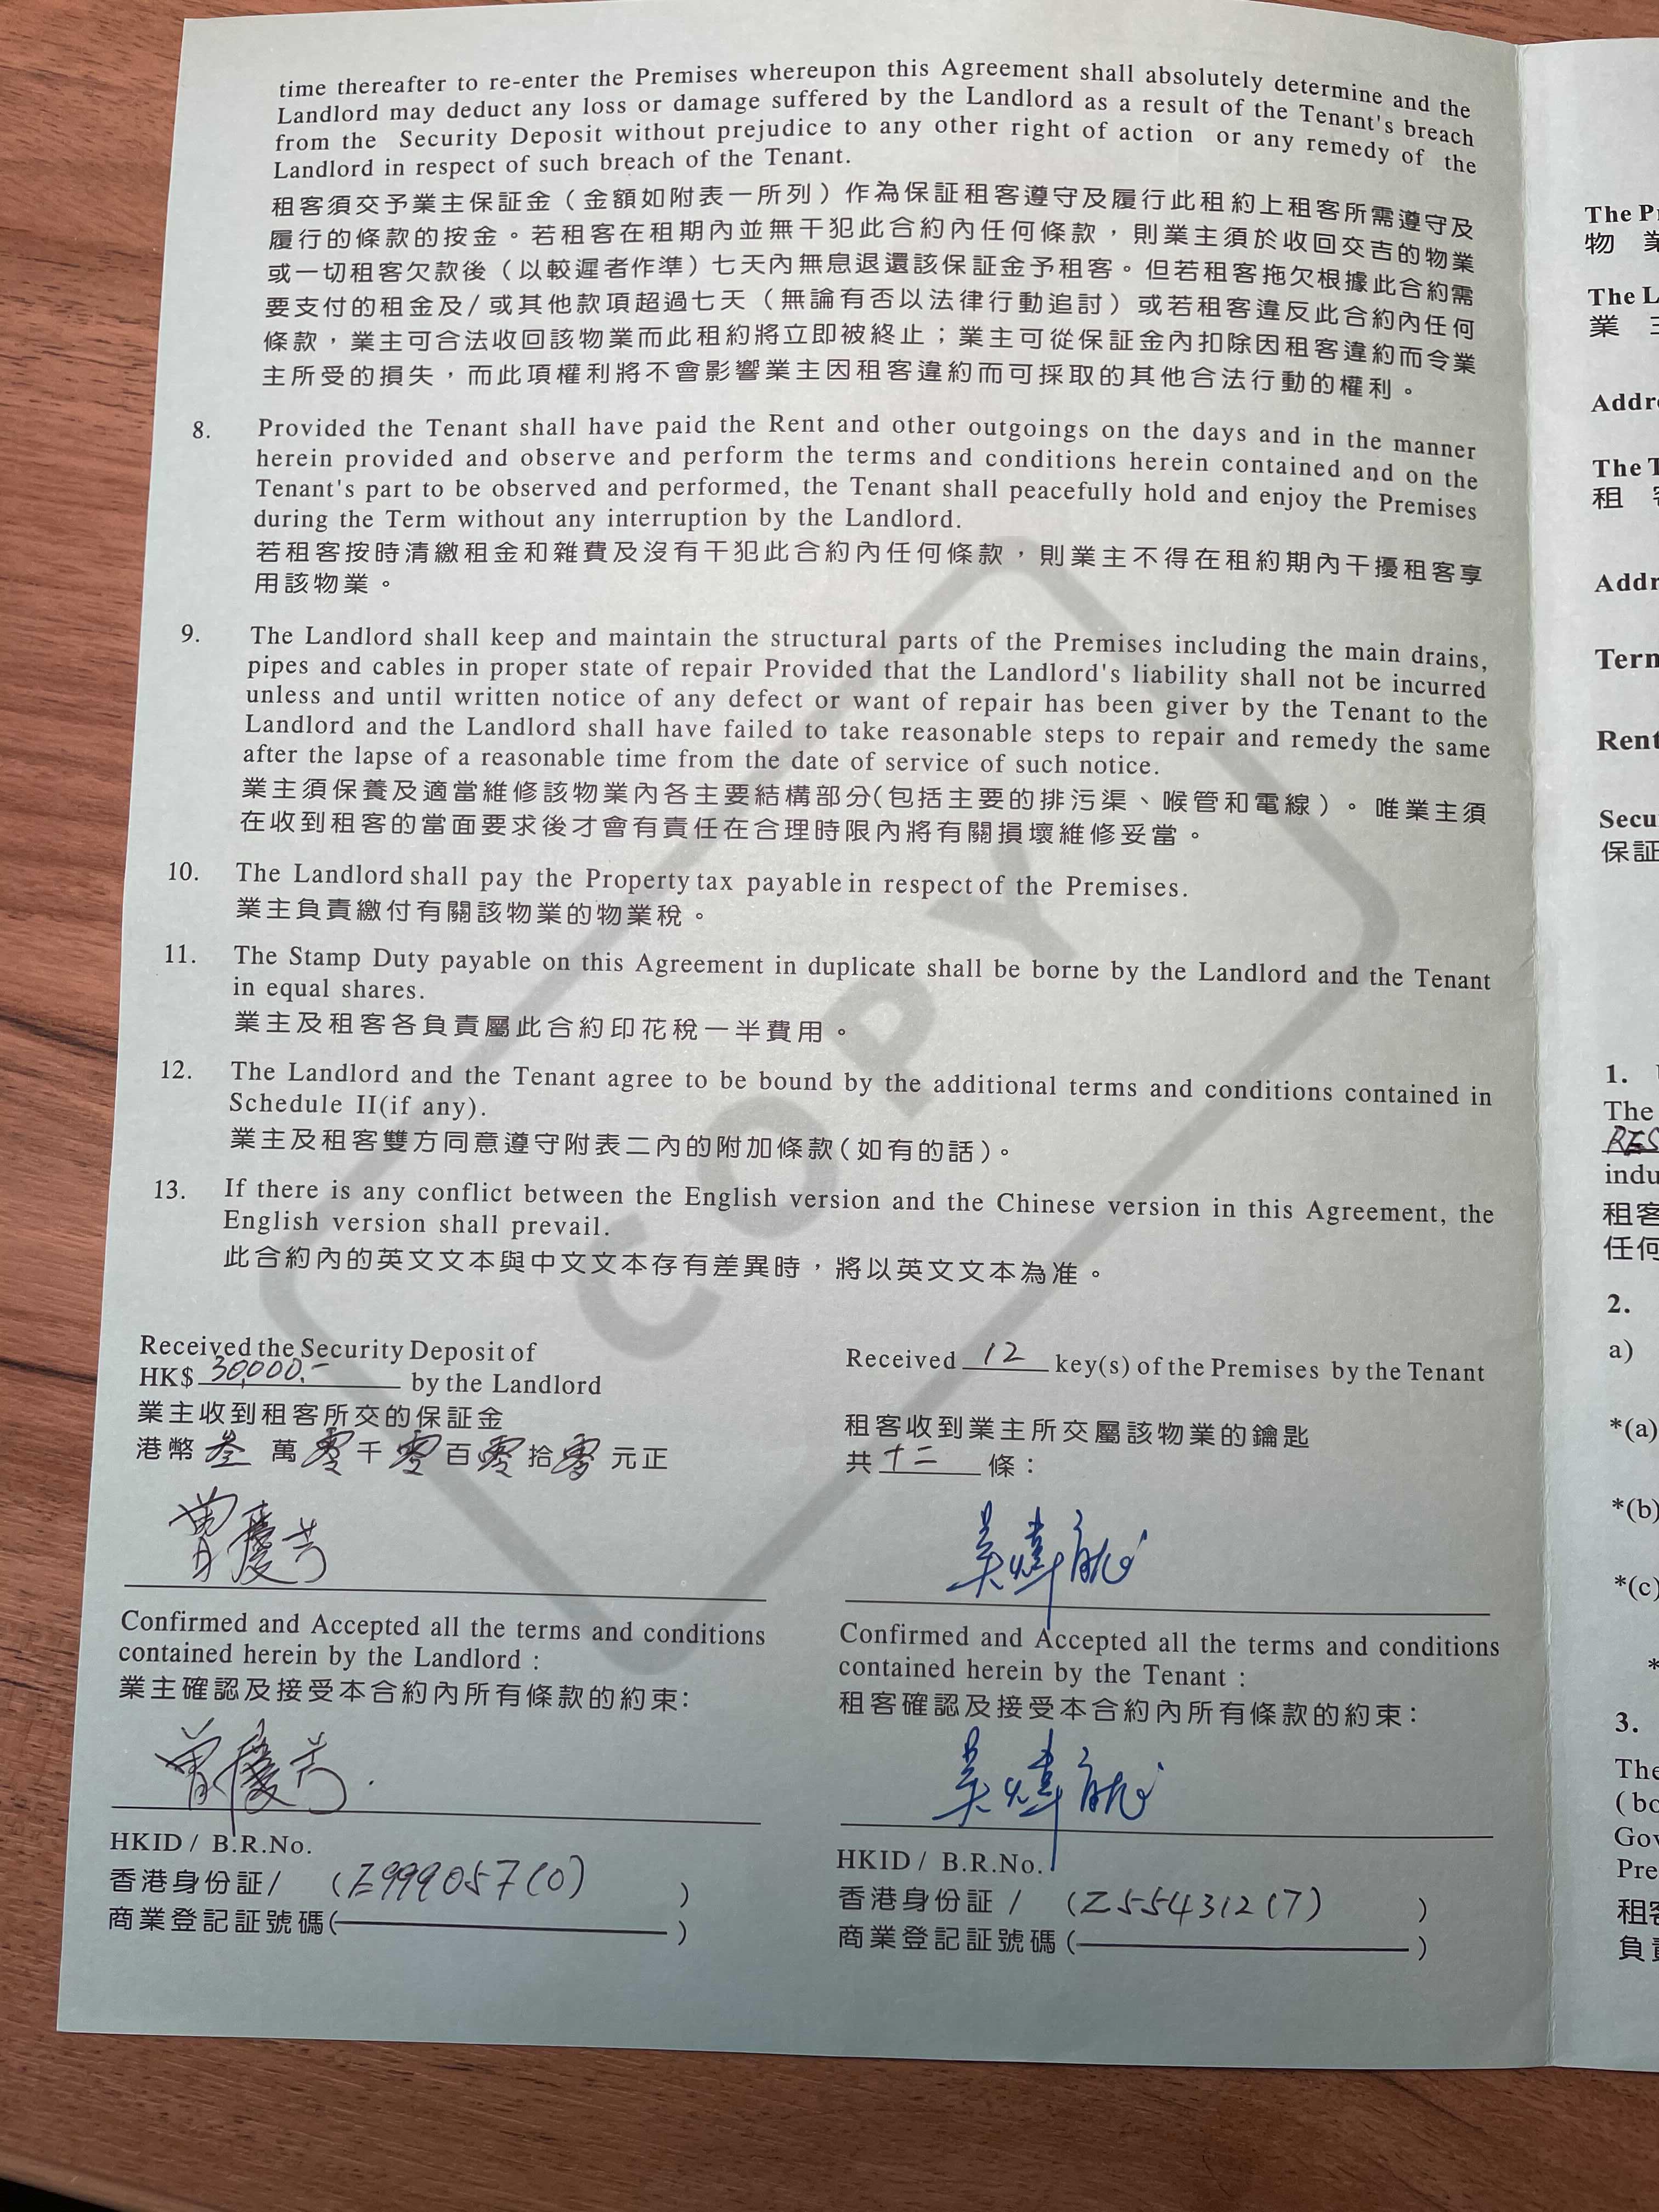 time thereafter to re-enter the Premises whereupon this Agreement shall absolutely determine and the
Landlord may deduct any loss or damage suffered by the Landlord as a result of the Tenant's breach
from the Security Deposit without prejudice to any other right of action or any remedy of the
Landlord in respect of such breach of the Tenant.
租客須交予業主保証金（金額如附表一所列）作為保証租客遵守及履行此租約上租客所需遵守及
履行的條款的按金。若租客在租期內並無干犯此合約內任何條款，則業主須於收回交吉的物業
或一切租客欠款後（以較遲者作準）七天內無息退還該保証金予租客。但若租客拖欠根據此合約需
要支付的租金及/或其他款項超過七天（無論有否以法律行動追討）或若租客違反此合約內任何
條款，業主可合法收回該物業而此租約將立即被終止；業主可從保証金內扣除因租客違約而令業
主所受的損失，而此項權利將不會影響業主因租客違約而可採取的其他合法行動的權利。
8. Provided the Tenant shall have paid the Rent and other outgoings on the days and in the manner
herein provided and observe and perform the terms and conditions herein contained and on the
Tenant's part to be observed and performed, the Tenant shall peacefully hold and enjoy the Premises
during the Term without any interruption by the Landlord.
若租客按時清繳租金和雜費及沒有干犯此合約內任何條款，則業主不得在租約期內干擾租客享
用該物業。
9. The Landlord shall keep and maintain the structural parts of the Premises including the main drains,
pipes and cables in proper state of repair Provided that the Landlord's liability shall not be incurred
unless and until written notice of any defect or want of repair has been giver by the Tenant to the
Landlord and the Landlord shall have failed to take reasonable steps to repair and remedy the same
after the lapse of a reasonable time from the date of service of such notice.
業主須保養及適當維修該物業內各主要結構部分(包括主要的排污渠、喉管和電線)。唯業主須
在收到租客的當面要求後才會有責任在合理時限內將有關損壞維修妥當。
10. The Landlord shall pay the Property tax payable in respect of the Premises.
業主負責繳付有關該物業的物業稅。
11. The Stamp Duty payable on this Agreement in duplicate shall be borne by the Landlord and the Tenant
in equal shares.
業主及租客各負責屬此合約印花稅一半費用。
12. The Landlord and the Tenant agree to be bound by the additional terms and conditions contained in
Schedule II(if any).
業主及租客雙方同意遵守附表二內的附加條款(如有的話)。
13. If there is any conflict between the English version and the Chinese version in this Agreement, the
English version shall prevail.
此合約內的英文文本與中文文本存有差異時，將以英文文本為准。
COPY
Received the Security Deposit of
HK$ 30,000.- by the Landlord
業主收到租客所交的保証金
港幣 叁 萬 零 千 零 百 零 拾 零 元正
曾慶芳
Confirmed and Accepted all the terms and conditions
contained herein by the Landlord :
業主確認及接受本合約內所有條款的約束：
曾慶芳
HKID / B.R.No.
香港身份証/ (E999057(0) )
商業登記証號碼( )
Received 12 key(s) of the Premises by the Tenant
租客收到業主所交屬該物業的鑰匙
共 十二 條：
Confirmed and Accepted all the terms and conditions
contained herein by the Tenant :
租客確認及接受本合約內所有條款的約束：
HKID / B.R.No.
香港身份証 / (Z554312(7) )
商業登記証號碼( )
The
物
The
業
The
租
保証
1.
The
RES
租客
任何
2.
a)
*(a)
*(b)
*(c)
3.
The
租客